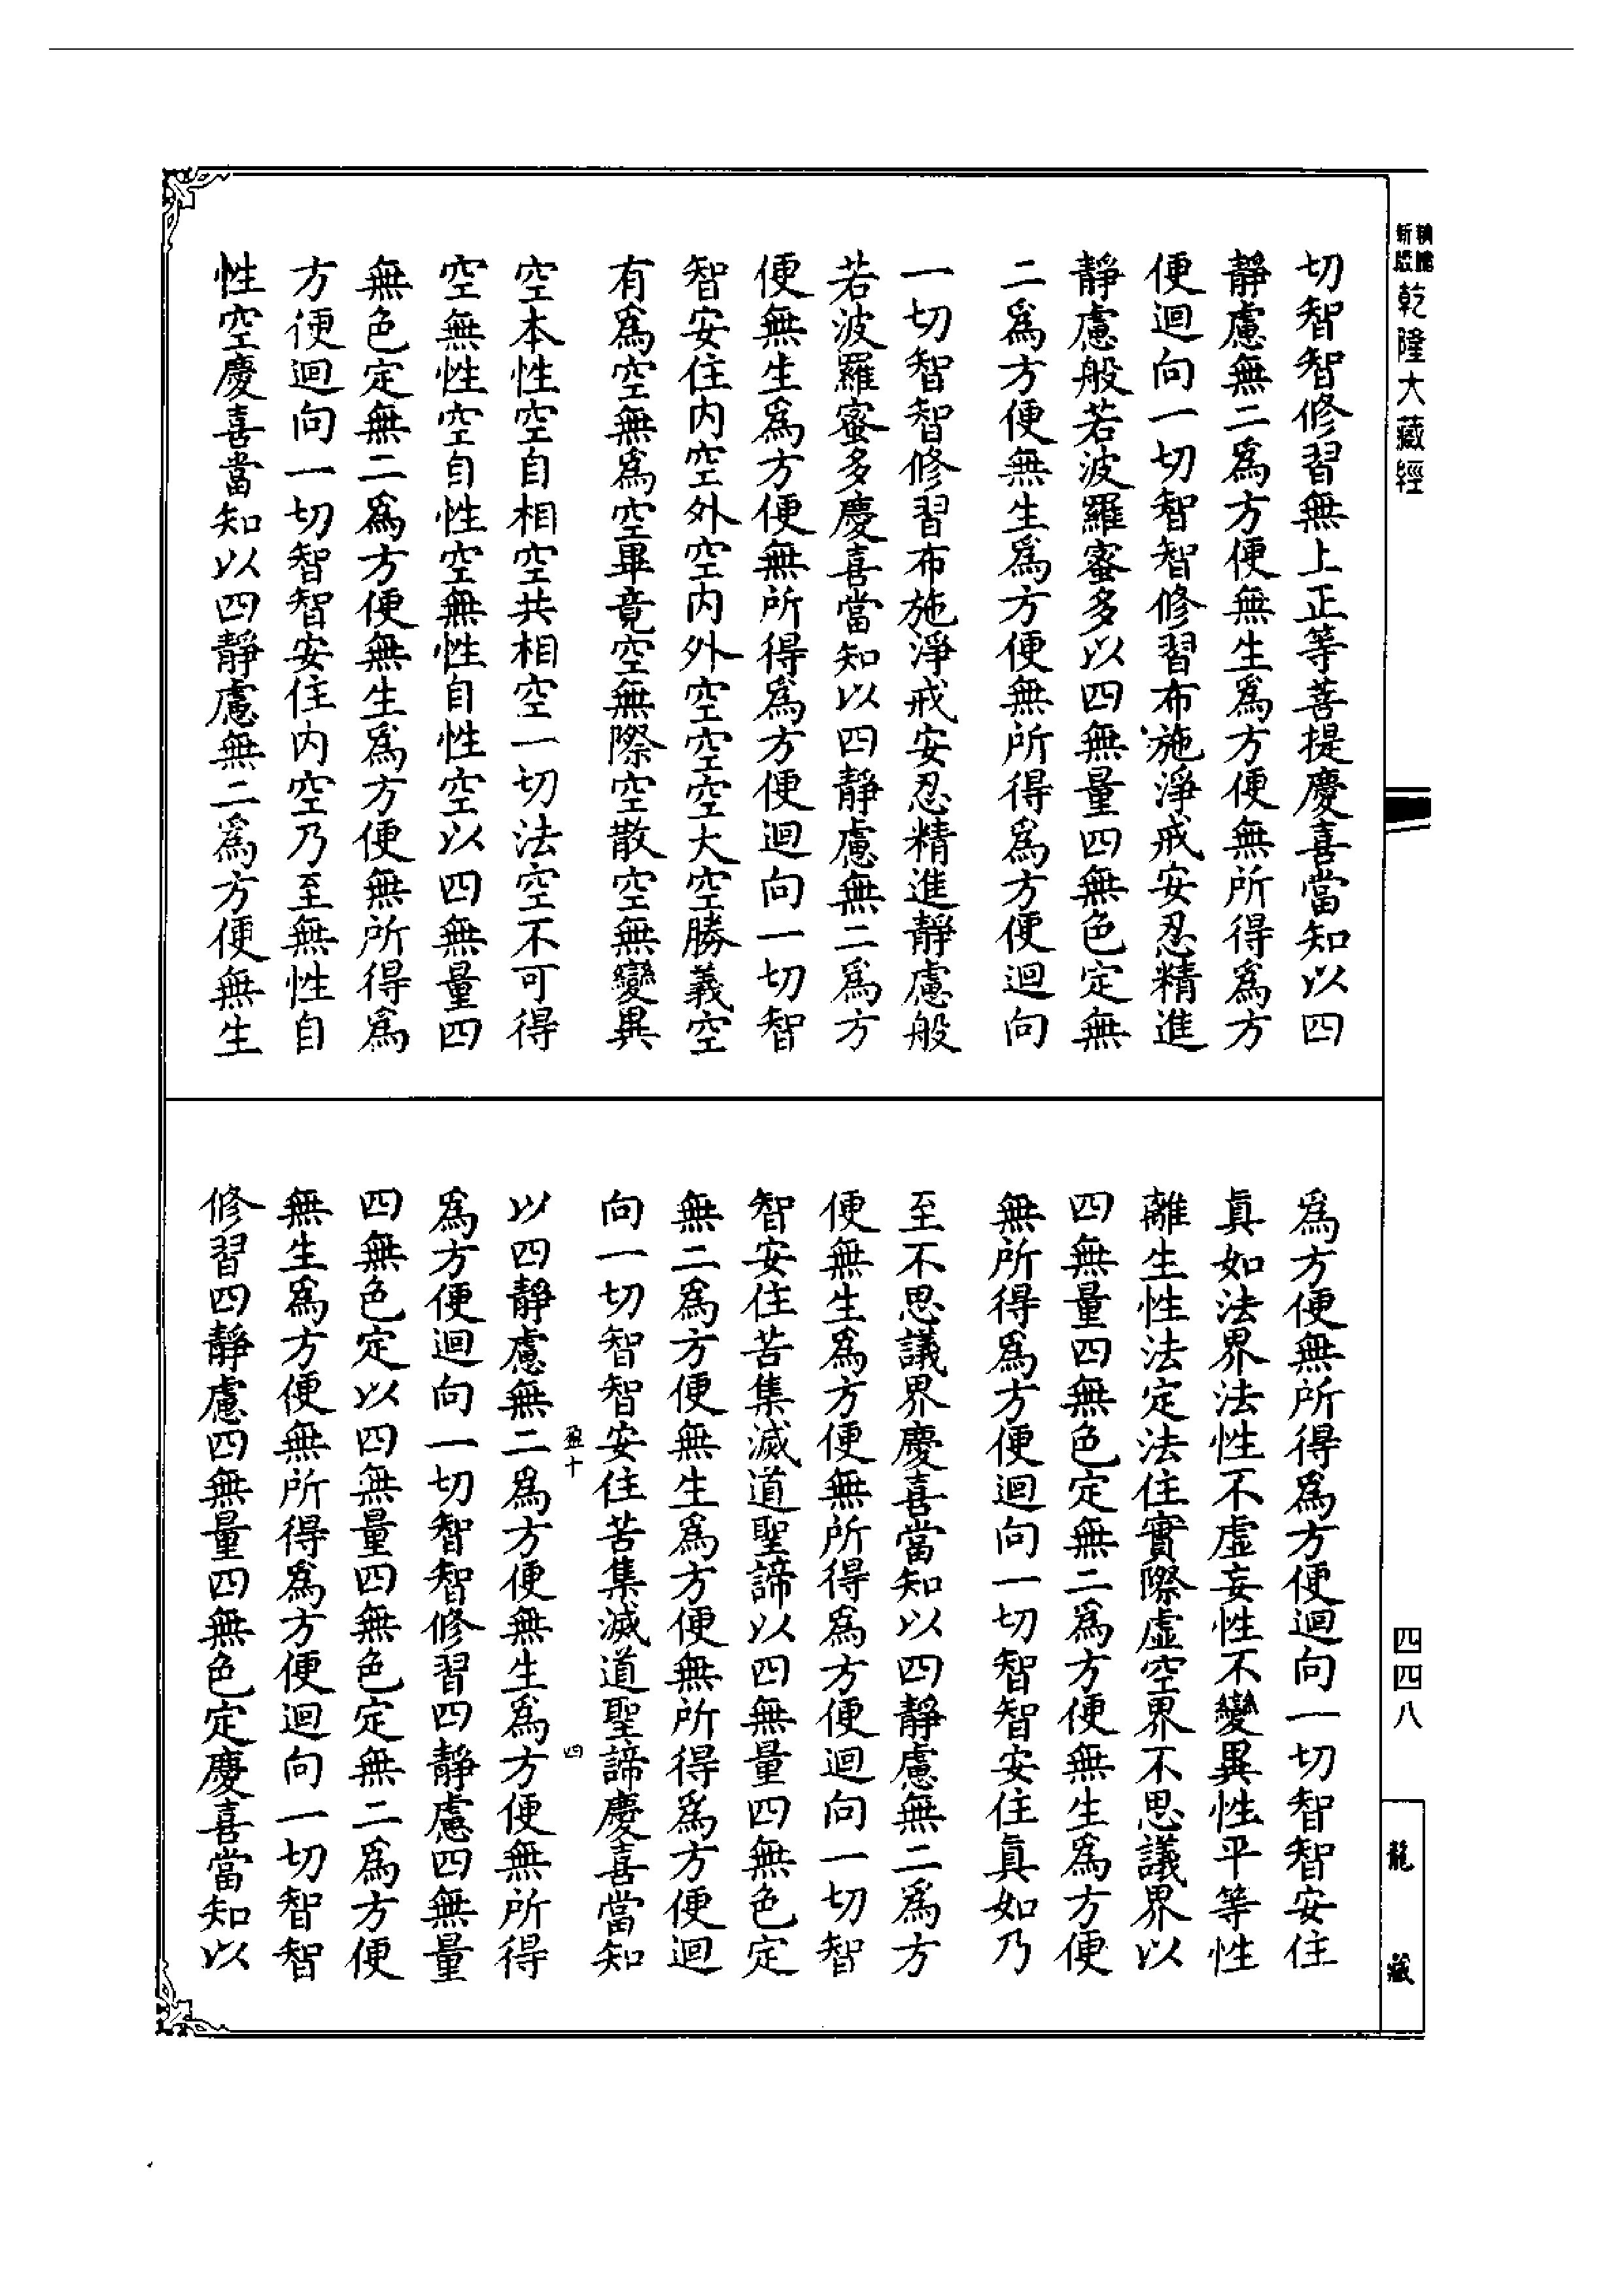 乾隆大藏經
切智智修習無上正等菩提慶喜當知以四
靜慮無二爲方便無生爲方便無所得爲方
便迴向一切智智修習布施淨戒安忍精進
靜慮般若波羅蜜多以四無量四無色定無
二爲方便無生爲方便無所得爲方便迴向
一切智智修習布施淨戒安忍精進靜慮般
若波羅蜜多慶喜當知以四靜慮無二爲方
便無生爲方便無所得爲方便迴向一切智
智安住内空外空内外空空空大空勝義空
有爲空無爲空畢竟空無際空散空無變異
空本性空自相空共相空一切法空不可得
空無性空自性空無性自性空以四無量四
無色定無二爲方便無生爲方便無所得爲
方便迴向一切智智安住内空乃至無性自
性空慶喜當知以四靜慮無二爲方便無生
爲方便無所得爲方便迴向一切智智安住
真如法界法性不虛妄性不變異性平等性
離生性法定法住實際虛空界不思議界以
四無量四無色定無二爲方便無生爲方便
無所得爲方便迴向一切智智安住真如乃
至不思議界慶喜當知以四靜慮無二爲方
便無生爲方便無所得爲方便迴向一切智
智安住苦集滅道聖諦以四無量四無色定
無二爲方便無生爲方便無所得爲方便迴
向一切智智安住苦集滅道聖諦慶喜當知
十 四
以四靜慮無二爲方便無生爲方便無所得
爲方便迴向一切智智修習四靜慮四無量
四無色定以四無量四無色定無二爲方便
無生爲方便無所得爲方便迴向一切智智
修習四靜慮四無量四無色定慶喜當知以
四四八
龍藏